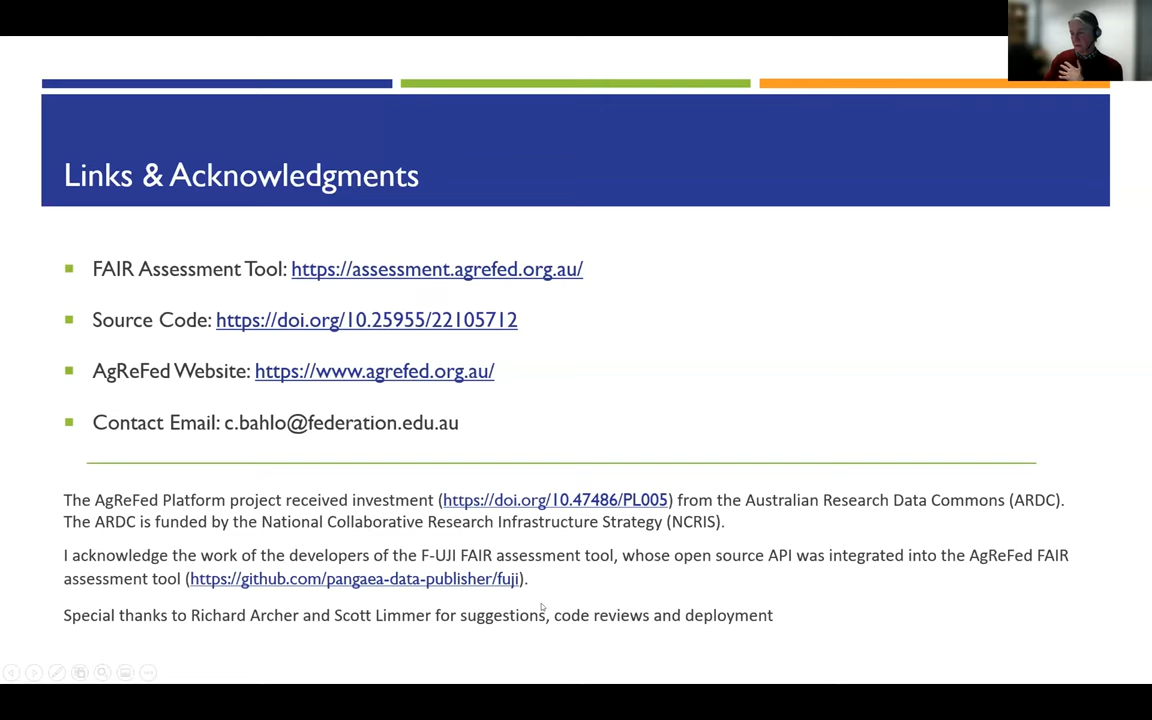 Links & Acknowledgments
FAIR Assessment Tool: https://assessment.agrefed.org.au/
Source Code: https://doi.org/10.25955/22105712
AgReFed Website: https://www.agrefed.org.au/
Contact Email: c.bahlo@federation.edu.au
The AgReFed Platform project received investment (https://doi.org/10.47486/PL005) from the Australian Research Data Commons (ARDC).
The ARDC is funded by the National Collaborative Research Infrastructure Strategy (NCRIS).
I acknowledge the work of the developers of the F-UJI FAIR assessment tool, whose open source API was integrated into the AgReFed FAIR
assessment tool (https://github.com/pangaea-data-publisher/fuji).
Special thanks to Richard Archer and Scott Limmer for suggestions, code reviews and deployment